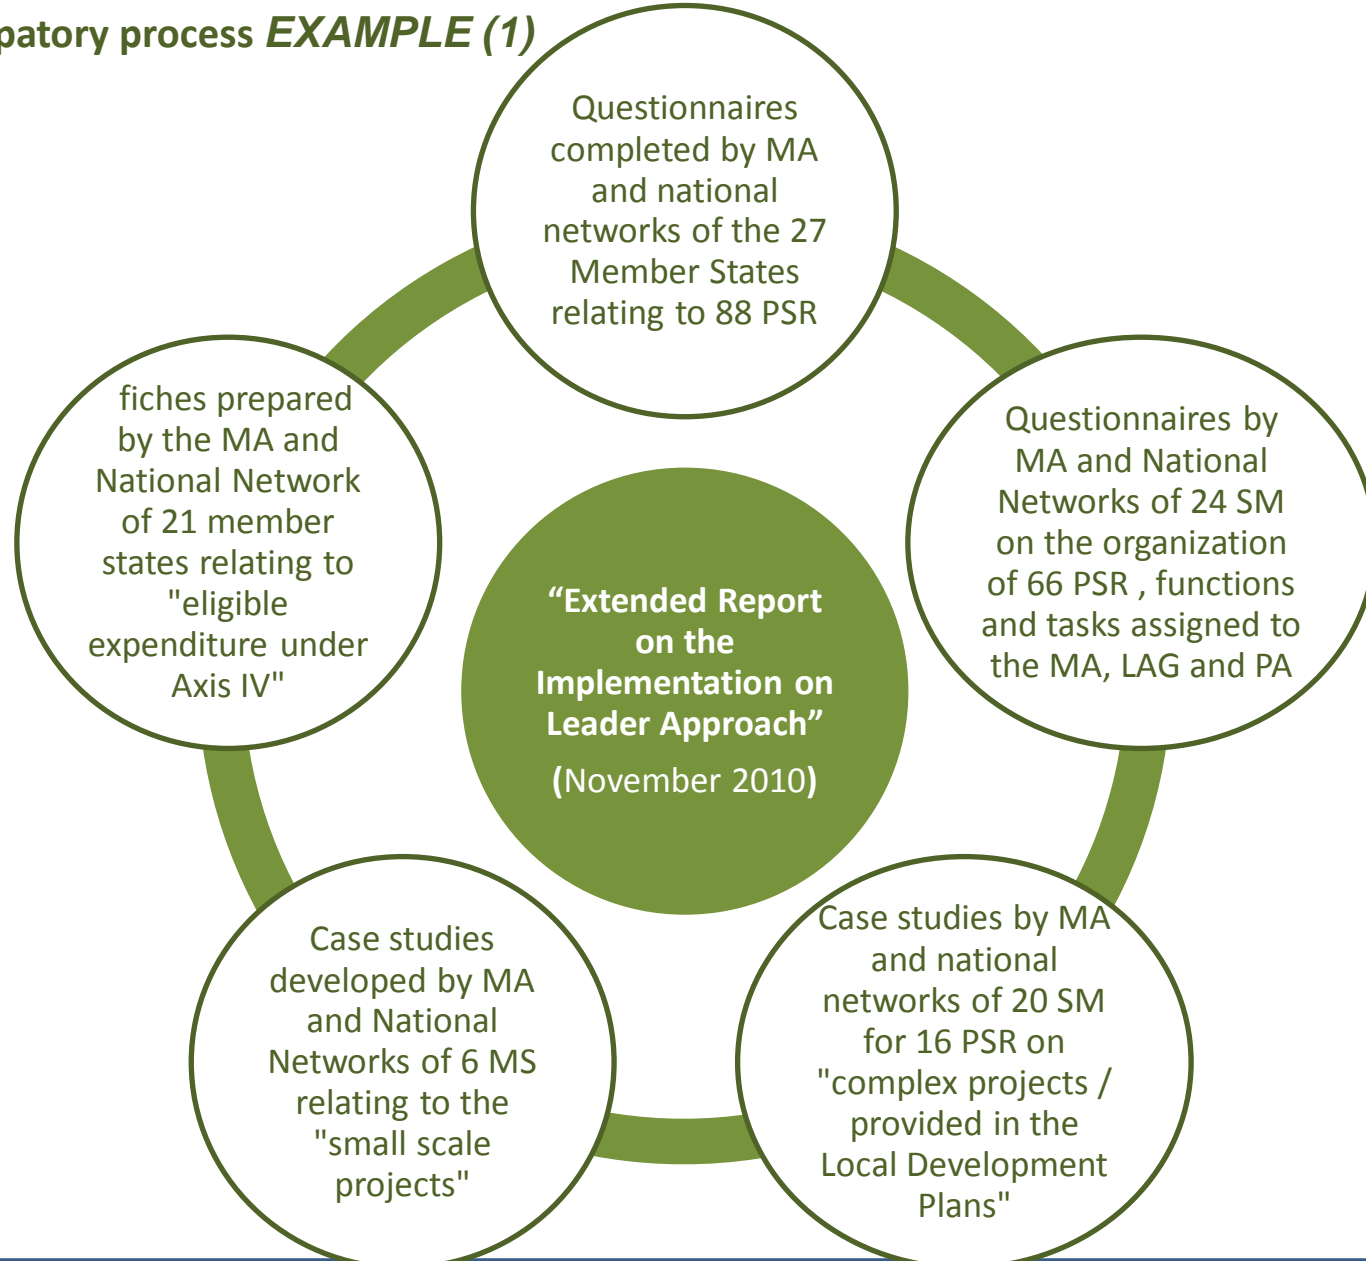 patory process EXAMPLE (1)
Questionnaires
completed by MA
and national
networks of the 27
Member States
relating to 88 PSR
Questionnaires by
MA and National
Networks of 24 SM
on the organization
of 66 PSR , functions
and tasks assigned to
the MA, LAG and PA
Case studies by MA
and national
networks of 20 SM
for 16 PSR on
"complex projects /
provided in the
Local Development
Plans"
Case studies
developed by MA
and National
Networks of 6 MS
relating to the
"small scale
projects"
fiches prepared
by the MA and
National Network
of 21 member
states relating to
"eligible
expenditure under
Axis IV"
“Extended Report
on the
Implementation on
Leader Approach”
(November 2010)